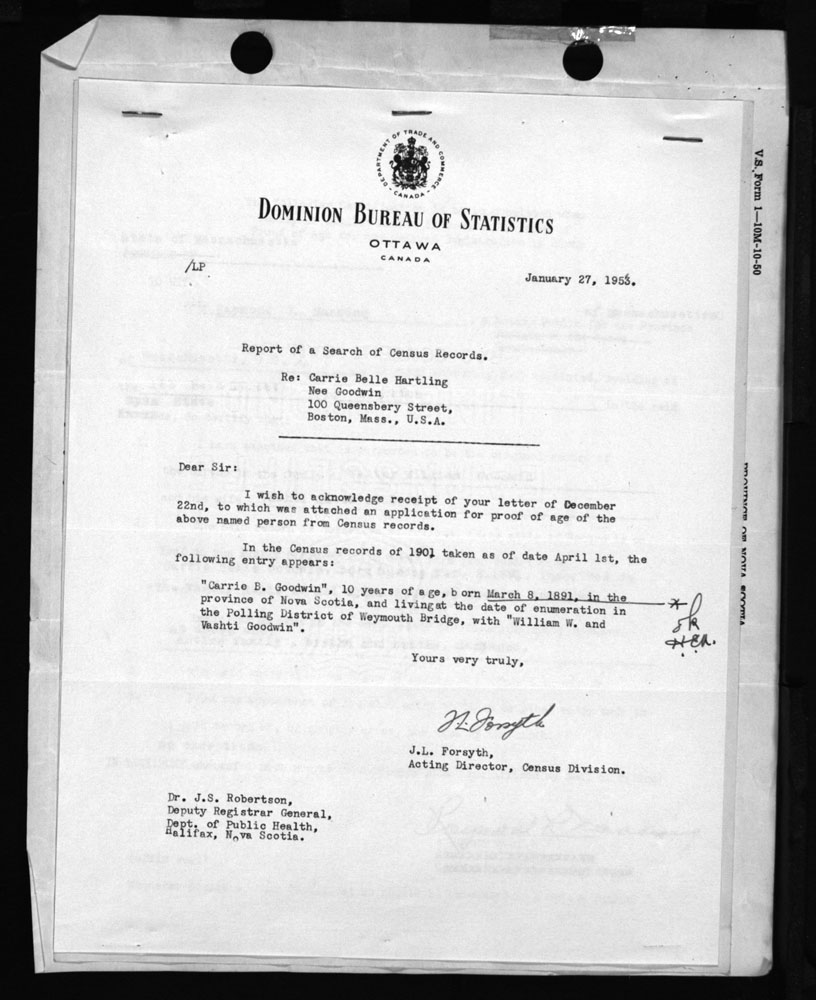 V.S. Form 1—10M-10-50
DEPARTMENT OF TRADE AND COMMERCE
CANADA
DOMINION BUREAU OF STATISTICS
OTTAWA
CANADA
/LP
January 27, 1953.
Report of a Search of Census Records.
Re: Carrie Belle Hartling
Nee Goodwin
100 Queensbery Street,
Boston, Mass., U.S.A.
Dear Sir:
I wish to acknowledge receipt of your letter of December
22nd, to which was attached an application for proof of age of the
above named person from Census records.
In the Census records of 1901 taken as of date April 1st, the
following entry appears:
"Carrie B. Goodwin", 10 years of age, born March 8, 1891, in the
province of Nova Scotia, and livingat the date of enumeration in
the Polling District of Weymouth Bridge, with "William W. and
Vashti Goodwin".
ok
Yours very truly,
J.L. Forsyth
J.L. Forsyth,
Acting Director, Census Division.
Dr. J.S. Robertson,
Deputy Registrar General,
Dept. of Public Health,
Halifax, Nova Scotia.